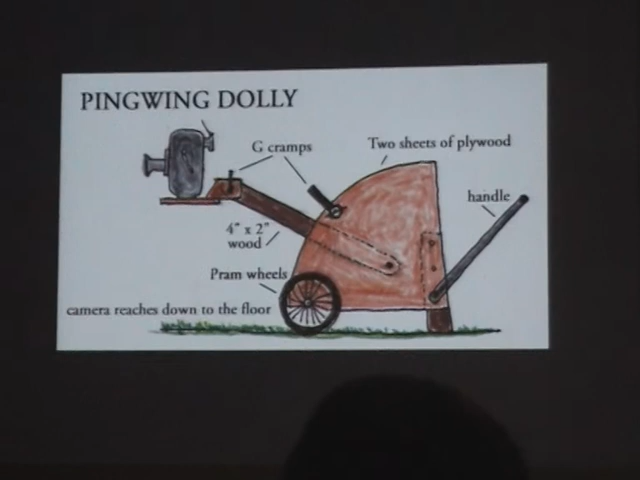 PINGWING DOLLY
G cramps
Two sheets of plywood
handle
4" x 2"
wood
Pram wheels
camera reaches down to the floor